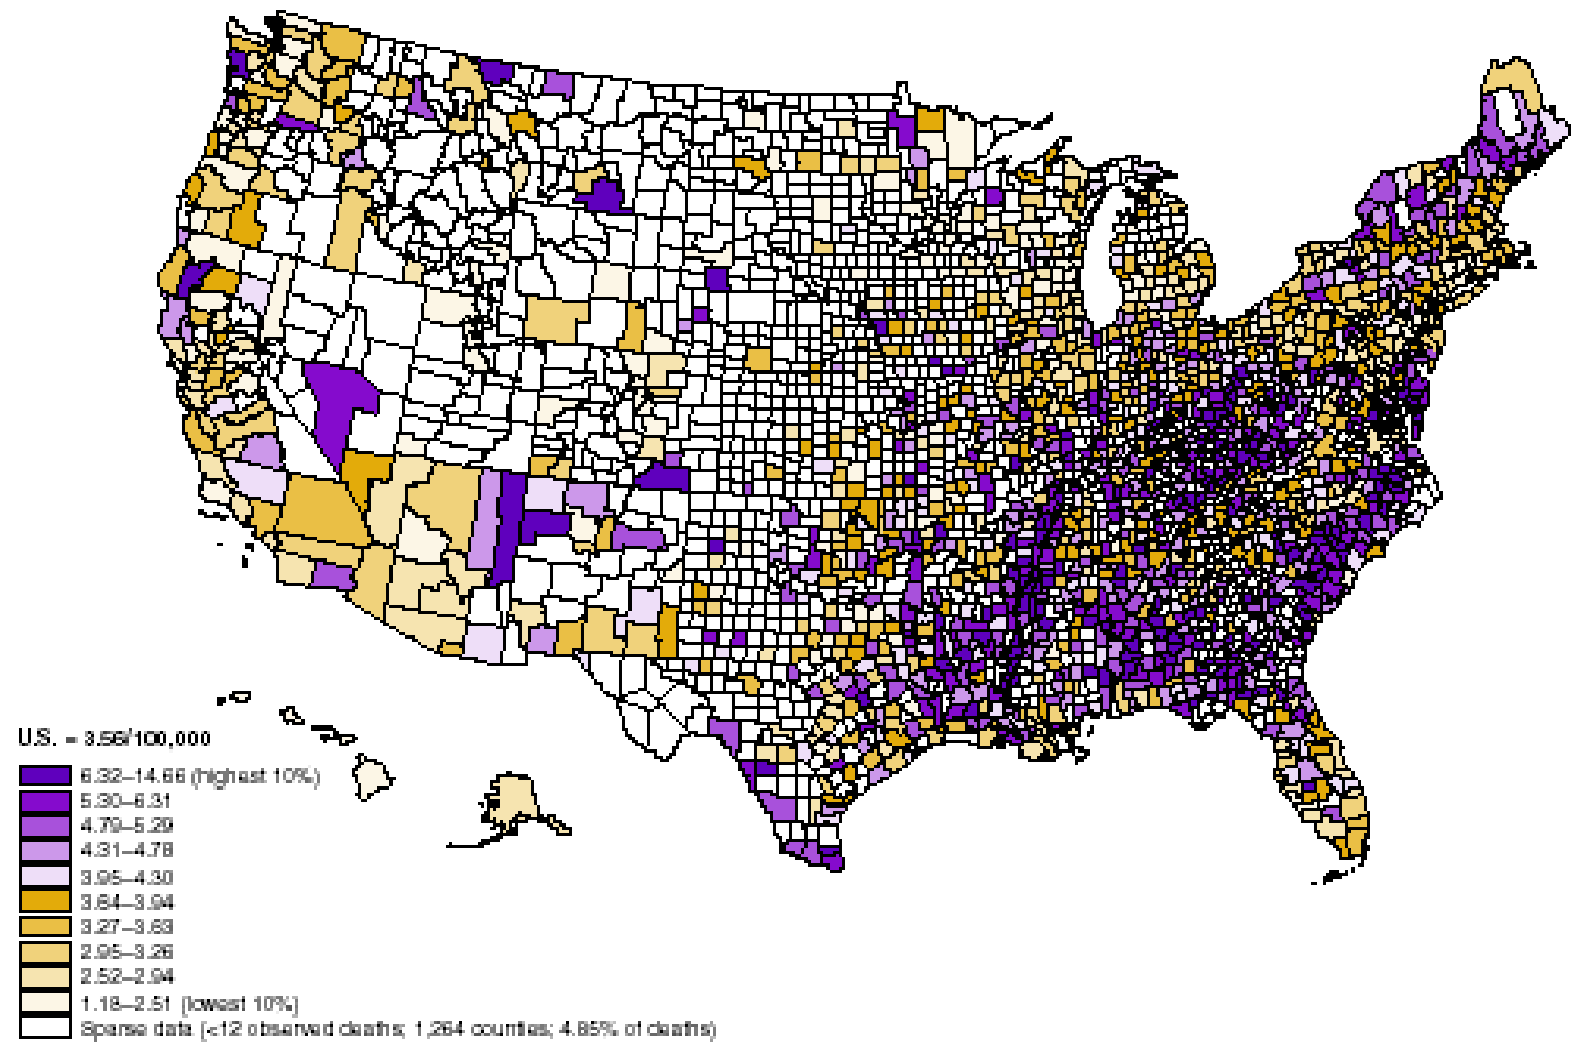 U.S. = 3.56/100,000
6.32–14.66 (highest 10%)
5.30–6.31
4.79–5.29
4.31–4.78
3.95–4.30
3.64–3.94
3.27–3.63
2.95–3.26
2.52–2.94
1.18–2.51 (lowest 10%)
Sparse data (<12 observed deaths; 1,264 counties; 4.85% of deaths)